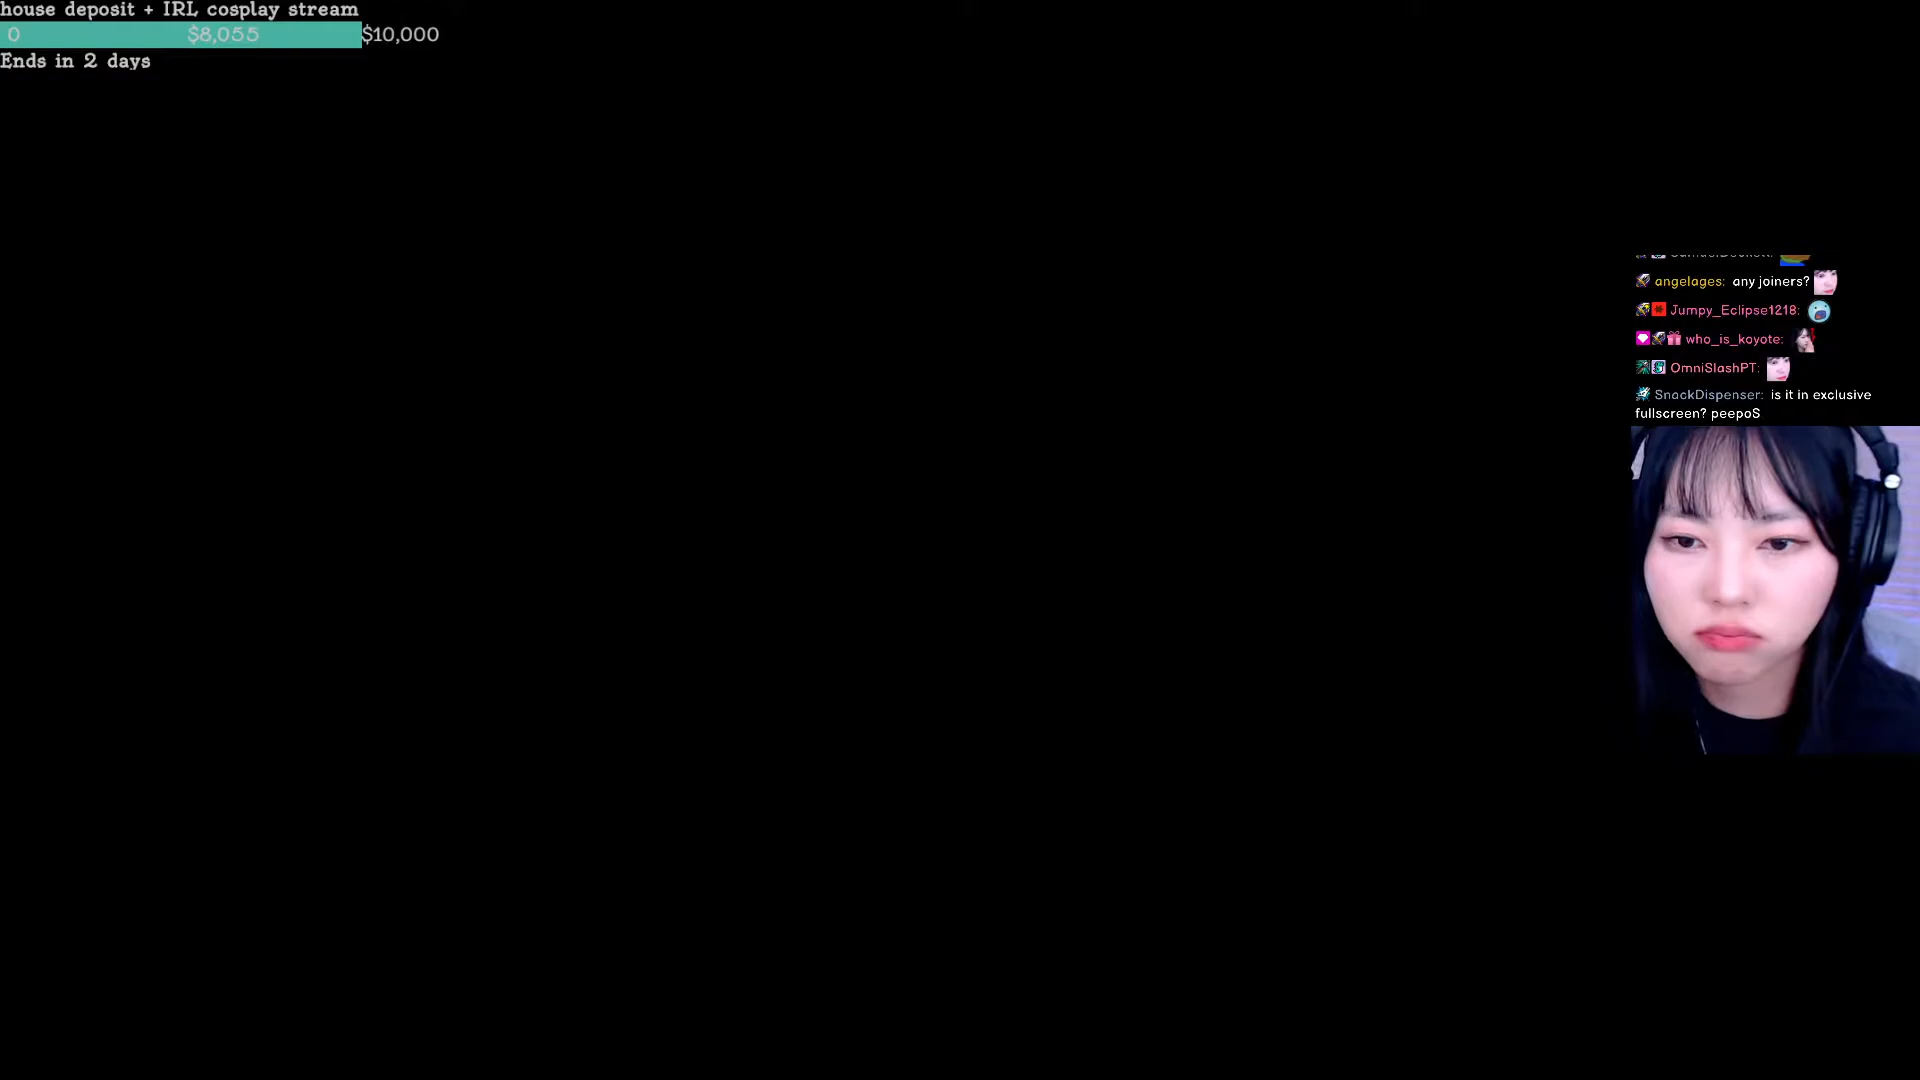 house deposit + IRL cosplay stream
0 $8,055 $10,000
Ends in 2 days
angelages: any joiners?
Jumpy_Eclipse1218:
who_is_koyote:
OmniSlashPT:
SnackDispenser: is it in exclusive
fullscreen? peepoS